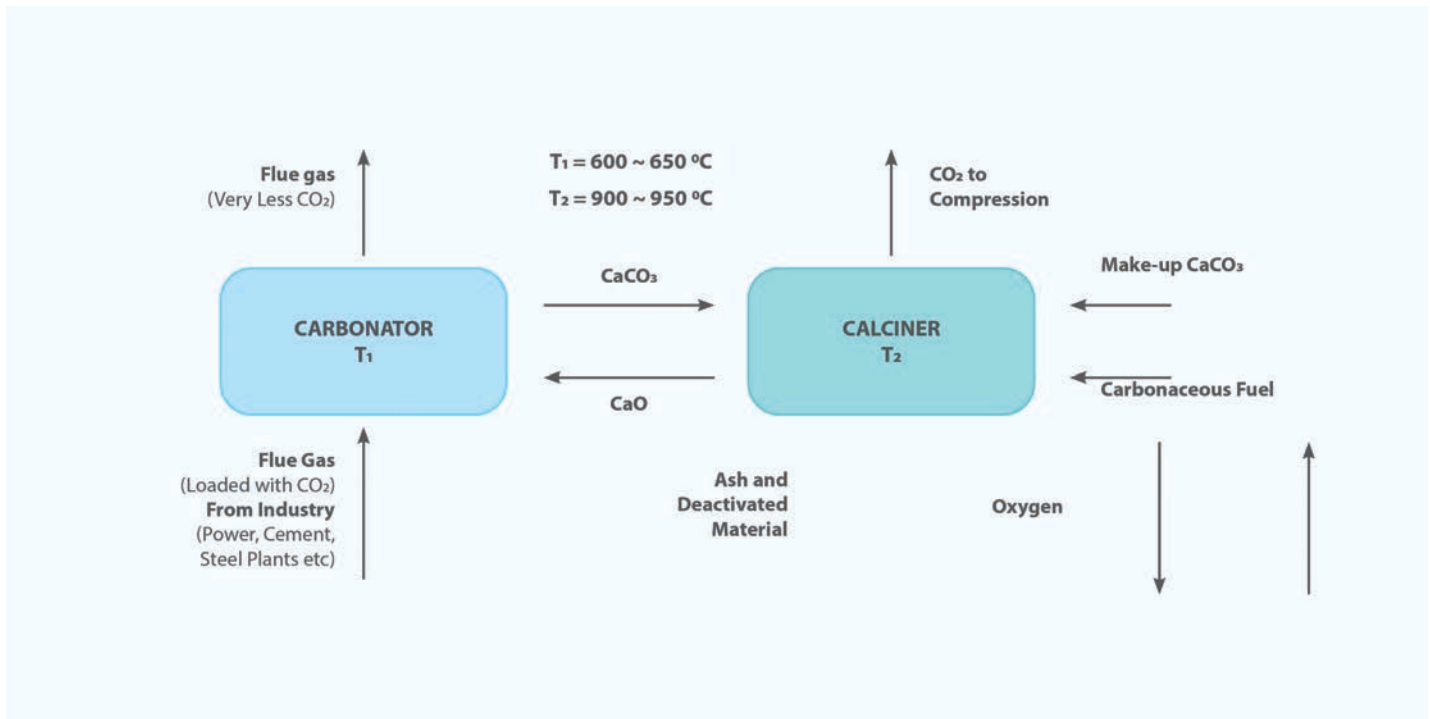 Flue gas
(Very Less CO₂)
T₁ = 600 ~ 650 ⁰C
T₂ = 900 ~ 950 ⁰C
CO₂ to
Compression
CARBONATOR
T₁
CaCO₃
CaO
CALCINER
T₂
Make-up CaCO₃
Carbonaceous Fuel
Flue Gas
(Loaded with CO₂)
From Industry
(Power, Cement,
Steel Plants etc)
Ash and
Deactivated
Material
Oxygen